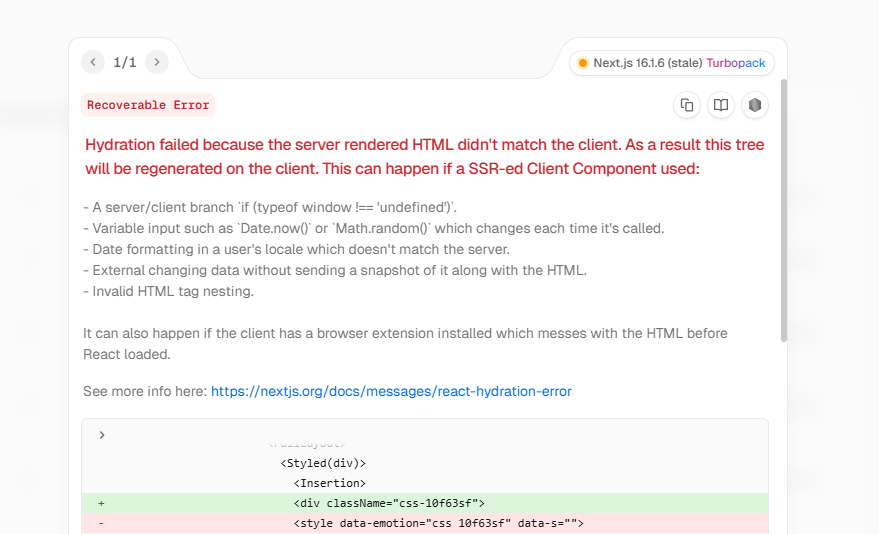 1/1
Next.js 16.1.6 (stale) Turbopack
Recoverable Error
Hydration failed because the server rendered HTML didn't match the client. As a result this tree
will be regenerated on the client. This can happen if a SSR-ed Client Component used:
- A server/client branch `if (typeof window !== 'undefined')`.
- Variable input such as `Date.now()` or `Math.random()` which changes each time it's called.
- Date formatting in a user's locale which doesn't match the server.
- External changing data without sending a snapshot of it along with the HTML.
- Invalid HTML tag nesting.
It can also happen if the client has a browser extension installed which messes with the HTML before
React loaded.
See more info here: https://nextjs.org/docs/messages/react-hydration-error
<Styled(div)>
<Insertion>
+ <div className="css-10f63sf">
- <style data-emotion="css 10f63sf" data-s="">